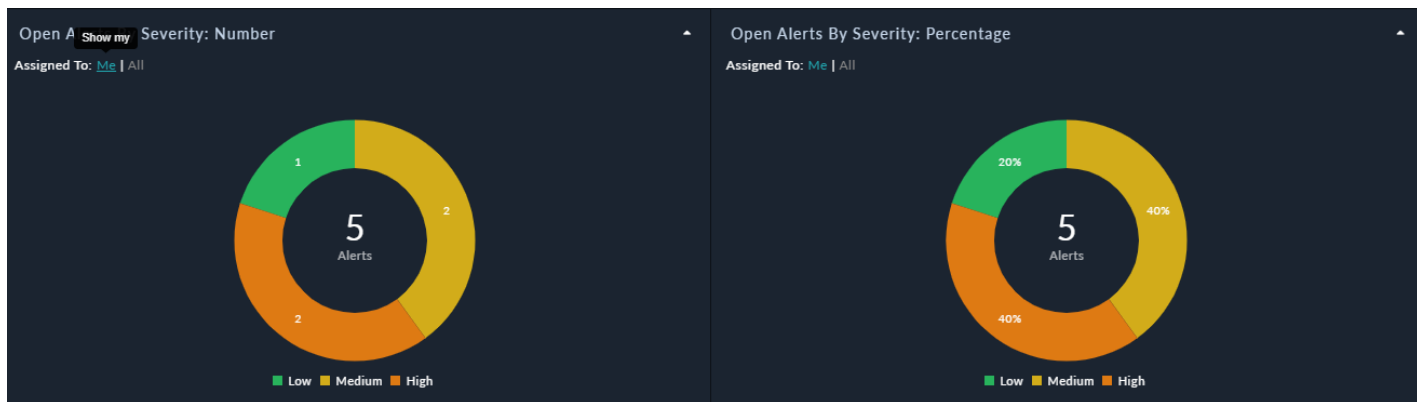 Open A Severity: Number
Show my
Assigned To: Me | All
1
2
5
Alerts
2
Low Medium High
Open Alerts By Severity: Percentage
Assigned To: Me | All
20%
40%
5
Alerts
40%
Low Medium High